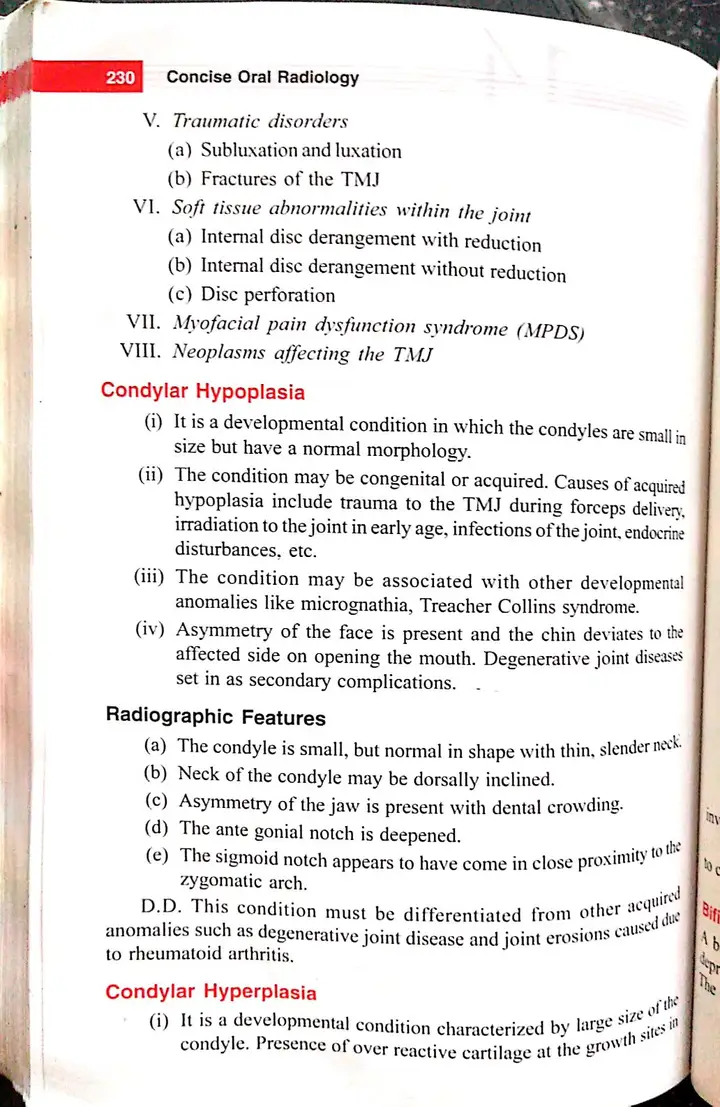 230 Concise Oral Radiology
V. Traumatic disorders
(a) Subluxation and luxation
(b) Fractures of the TMJ
VI. Soft tissue abnormalities within the joint
(a) Internal disc derangement with reduction
(b) Internal disc derangement without reduction
(c) Disc perforation
VII. Myofacial pain dysfunction syndrome (MPDS)
VIII. Neoplasms affecting the TMJ
Condylar Hypoplasia
(i) It is a developmental condition in which the condyles are small in
size but have a normal morphology.
(ii) The condition may be congenital or acquired. Causes of acquired
hypoplasia include trauma to the TMJ during forceps delivery,
irradiation to the joint in early age, infections of the joint, endocrine
disturbances, etc.
(iii) The condition may be associated with other developmental
anomalies like micrognathia, Treacher Collins syndrome.
(iv) Asymmetry of the face is present and the chin deviates to the
affected side on opening the mouth. Degenerative joint diseases
set in as secondary complications.
Radiographic Features
(a) The condyle is small, but normal in shape with thin, slender neck.
(b) Neck of the condyle may be dorsally inclined.
(c) Asymmetry of the jaw is present with dental crowding.
(d) The ante gonial notch is deepened.
(e) The sigmoid notch appears to have come in close proximity to the
zygomatic arch.
D.D. This condition must be differentiated from other acquired
anomalies such as degenerative joint disease and joint erosions caused due
to rheumatoid arthritis.
Condylar Hyperplasia
(i) It is a developmental condition characterized by large size of the
condyle. Presence of over reactive cartilage at the growth sites in
inv
to c
Bifi
A b
depr
The